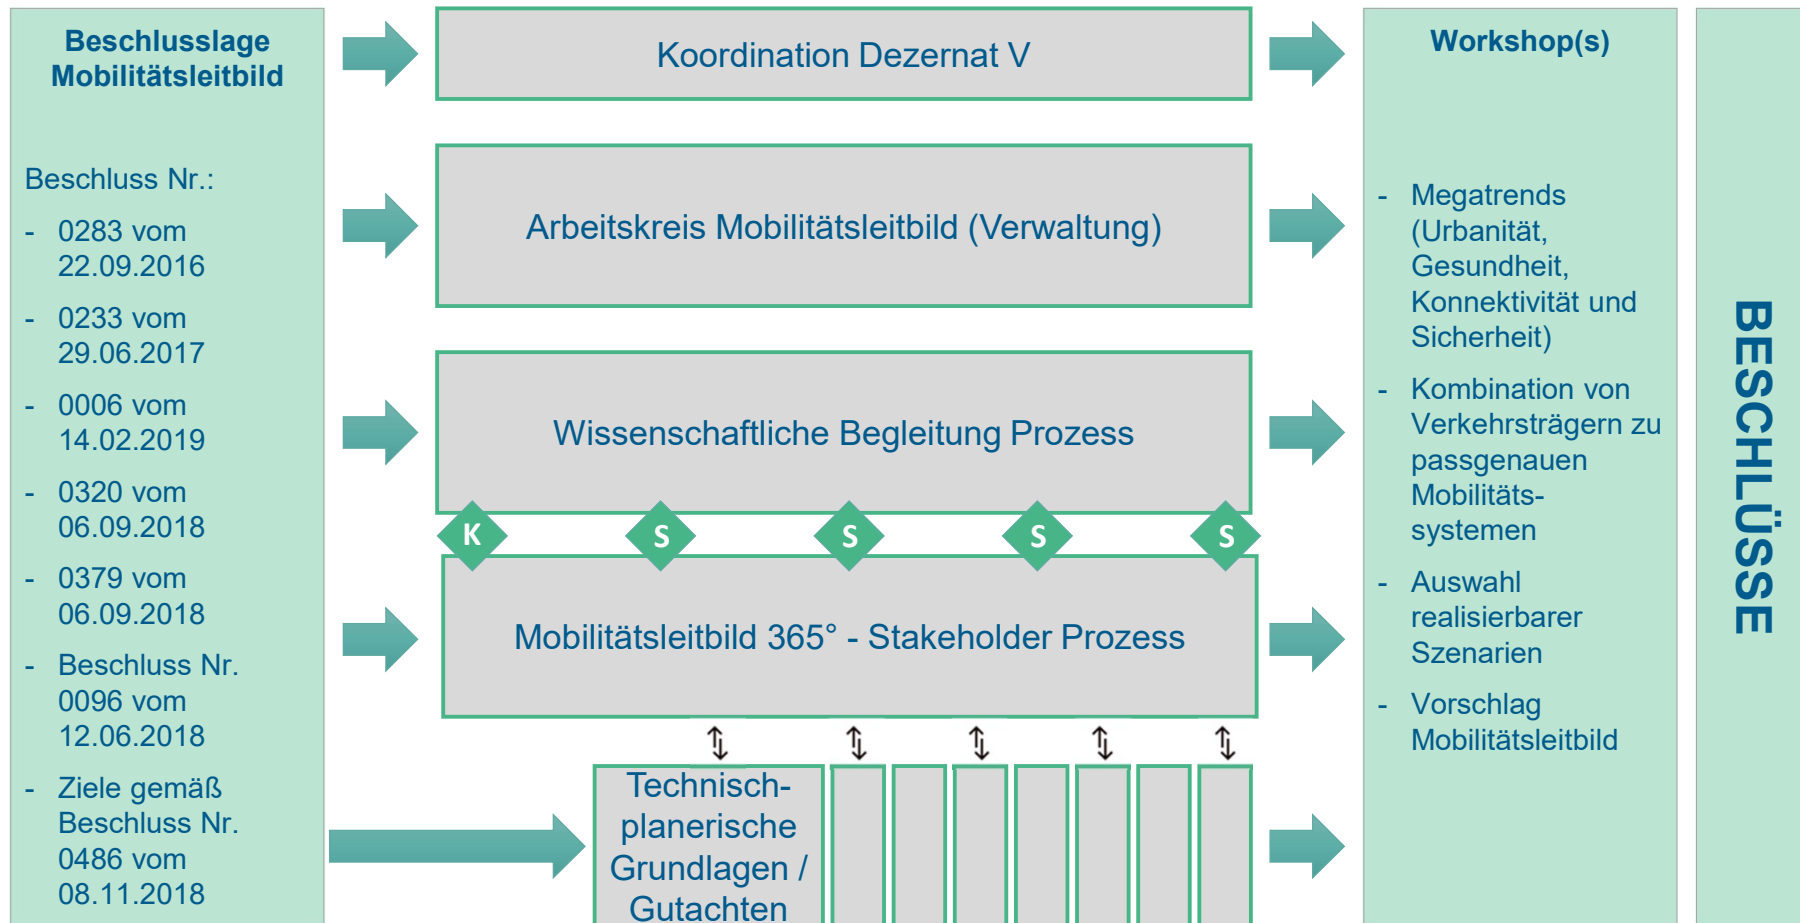 Beschlusslage
Mobilitätsleitbild
Beschluss Nr.:
- 0283 vom
22.09.2016
- 0233 vom
29.06.2017
- 0006 vom
14.02.2019
- 0320 vom
06.09.2018
- 0379 vom
06.09.2018
- Beschluss Nr.
0096 vom
12.06.2018
- Ziele gemäß
Beschluss Nr.
0486 vom
08.11.2018
Koordination Dezernat V
Arbeitskreis Mobilitätsleitbild (Verwaltung)
Wissenschaftliche Begleitung Prozess
K S S S S
Mobilitätsleitbild 365° - Stakeholder Prozess
Technisch-
planerische
Grundlagen /
Gutachten
Workshop(s)
- Megatrends
(Urbanität,
Gesundheit,
Konnektivität und
Sicherheit)
- Kombination von
Verkehrsträgern zu
passgenauen
Mobilitäts-
systemen
- Auswahl
realisierbarer
Szenarien
- Vorschlag
Mobilitätsleitbild
BESCHLÜSSE